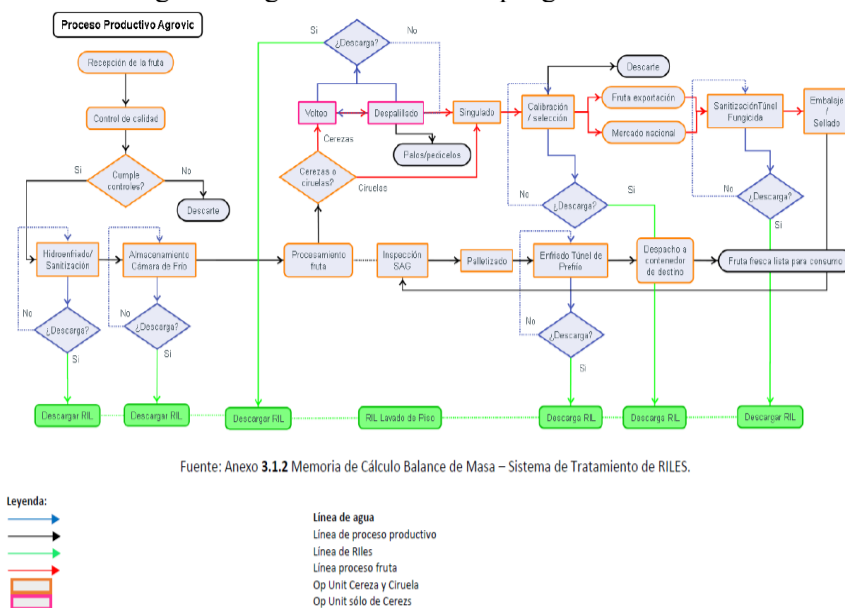 Proceso Productivo Agrovic
Recepción de la fruta
Control de calidad
Cumple controles?
Si
No
Descarte
Hidroenfriado/ Sanitización
Almacenamiento Cámara de Frío
¿Descarga?
No
Si
¿Descarga?
No
Si
Descargar RIL
Descargar RIL
Si
¿Descarga?
No
Volteo
Despalillado
Singulado
Cerezas
Palos/pedicelos
Cerezas o ciruelas?
Ciruelas
Procesamiento fruta
Descargar RIL
Calibración / selección
Descarte
Fruta exportación
Mercado nacional
Sanitización Túnel Fungicida
Embalaje / Sellado
¿Descarga?
No
Si
¿Descarga?
No
Si
Inspección SAG
Palletizado
Enfriado Túnel de Prefrío
Despacho a contenedor de destino
Fruta fresca lista para consumo
No
¿Descarga?
Si
RIL Lavado de Piso
Descarga RIL
Descarga RIL
Descargar RIL
Fuente: Anexo 3.1.2 Memoria de Cálculo Balance de Masa – Sistema de Tratamiento de RILES.
Leyenda:
Línea de agua
Línea de proceso productivo
Línea de RIles
Línea proceso fruta
Op Unit Cereza y Ciruela
Op Unit sólo de Cerezs